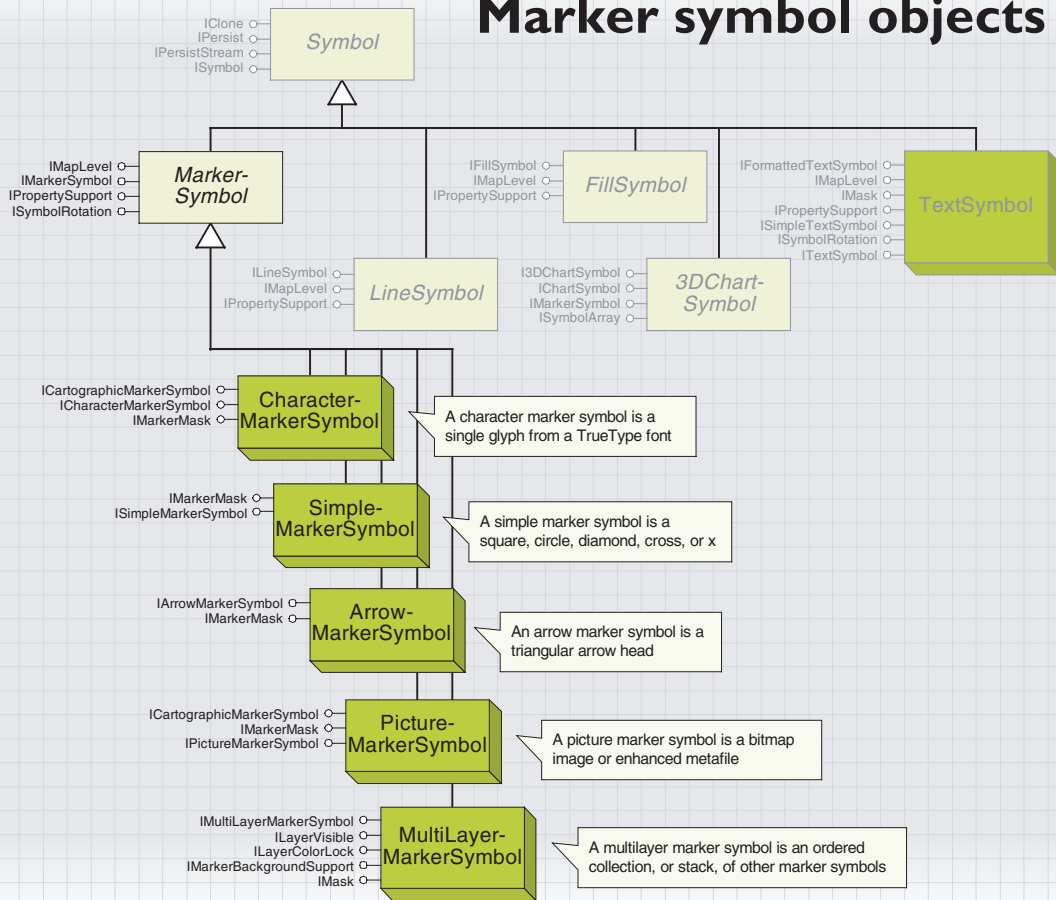 Marker symbol objects
IClone
IPersist
IPersistStream
ISymbol
Symbol
IMapLevel
IMarkerSymbol
IPropertySupport
ISymbolRotation
Marker-
Symbol
IFillSymbol
IMapLevel
IPropertySupport
FillSymbol
IFormattedTextSymbol
IMapLevel
IMask
IPropertySupport
ISimpleTextSymbol
ISymbolRotation
ITextSymbol
TextSymbol
ILineSymbol
IMapLevel
IPropertySupport
LineSymbol
I3DChartSymbol
IChartSymbol
IMarkerSymbol
ISymbolArray
3DChart-
Symbol
ICartographicMarkerSymbol
ICharacterMarkerSymbol
IMarkerMask
Character-
MarkerSymbol
A character marker symbol is a
single glyph from a TrueType font
IMarkerMask
ISimpleMarkerSymbol
Simple-
MarkerSymbol
A simple marker symbol is a
square, circle, diamond, cross, or x
IArrowMarkerSymbol
IMarkerMask
Arrow-
MarkerSymbol
An arrow marker symbol is a
triangular arrow head
ICartographicMarkerSymbol
IMarkerMask
IPictureMarkerSymbol
Picture-
MarkerSymbol
A picture marker symbol is a bitmap
image or enhanced metafile
IMultiLayerMarkerSymbol
ILayerVisible
ILayerColorLock
IMarkerBackgroundSupport
IMask
MultiLayer-
MarkerSymbol
A multilayer marker symbol is an ordered
collection, or stack, of other marker symbols